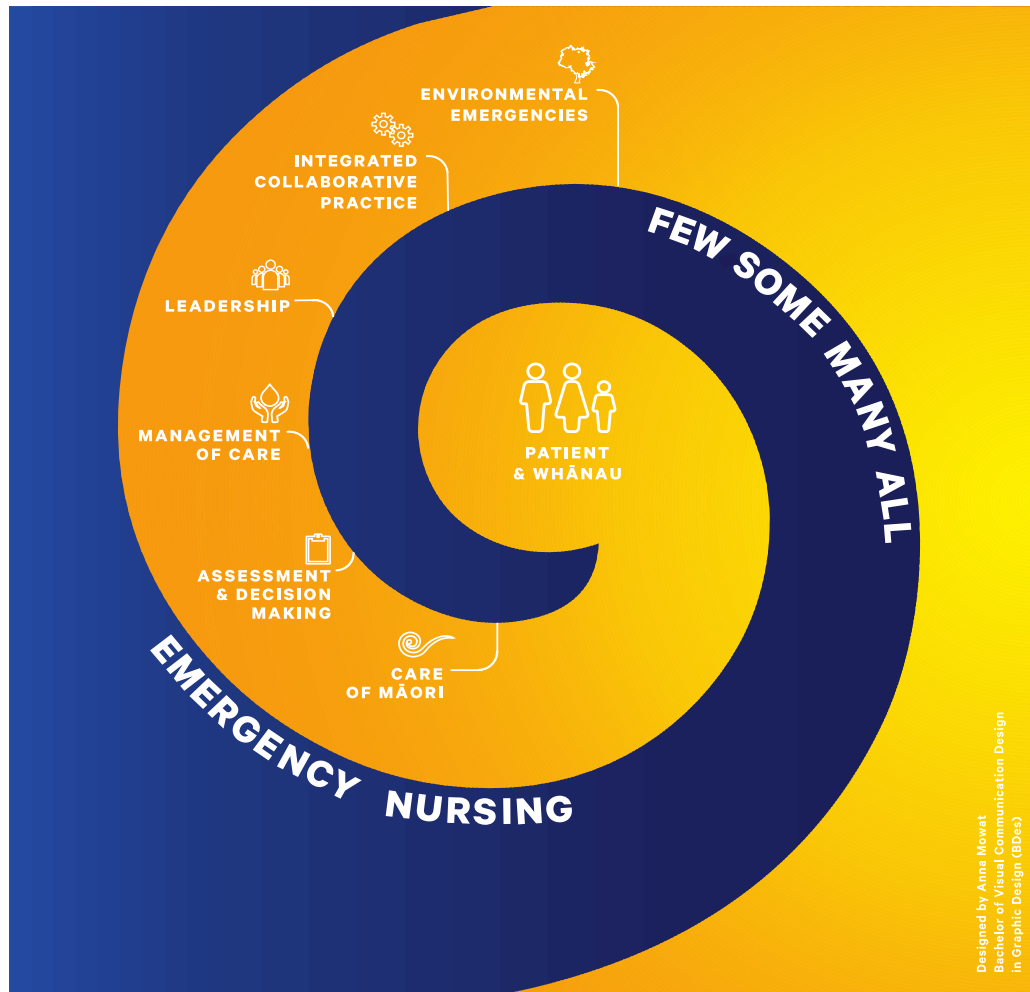 ENVIRONMENTAL
EMERGENCIES
INTEGRATED
COLLABORATIVE
PRACTICE
LEADERSHIP
MANAGEMENT
OF CARE
ASSESSMENT
& DECISION
MAKING
CARE
OF MĀORI
PATIENT
& WHĀNAU
FEW SOME MANY ALL
EMERGENCY NURSING
Designed by Anna Mowat
Bachelor of Visual Communication Design
in Graphic Design (BDes)